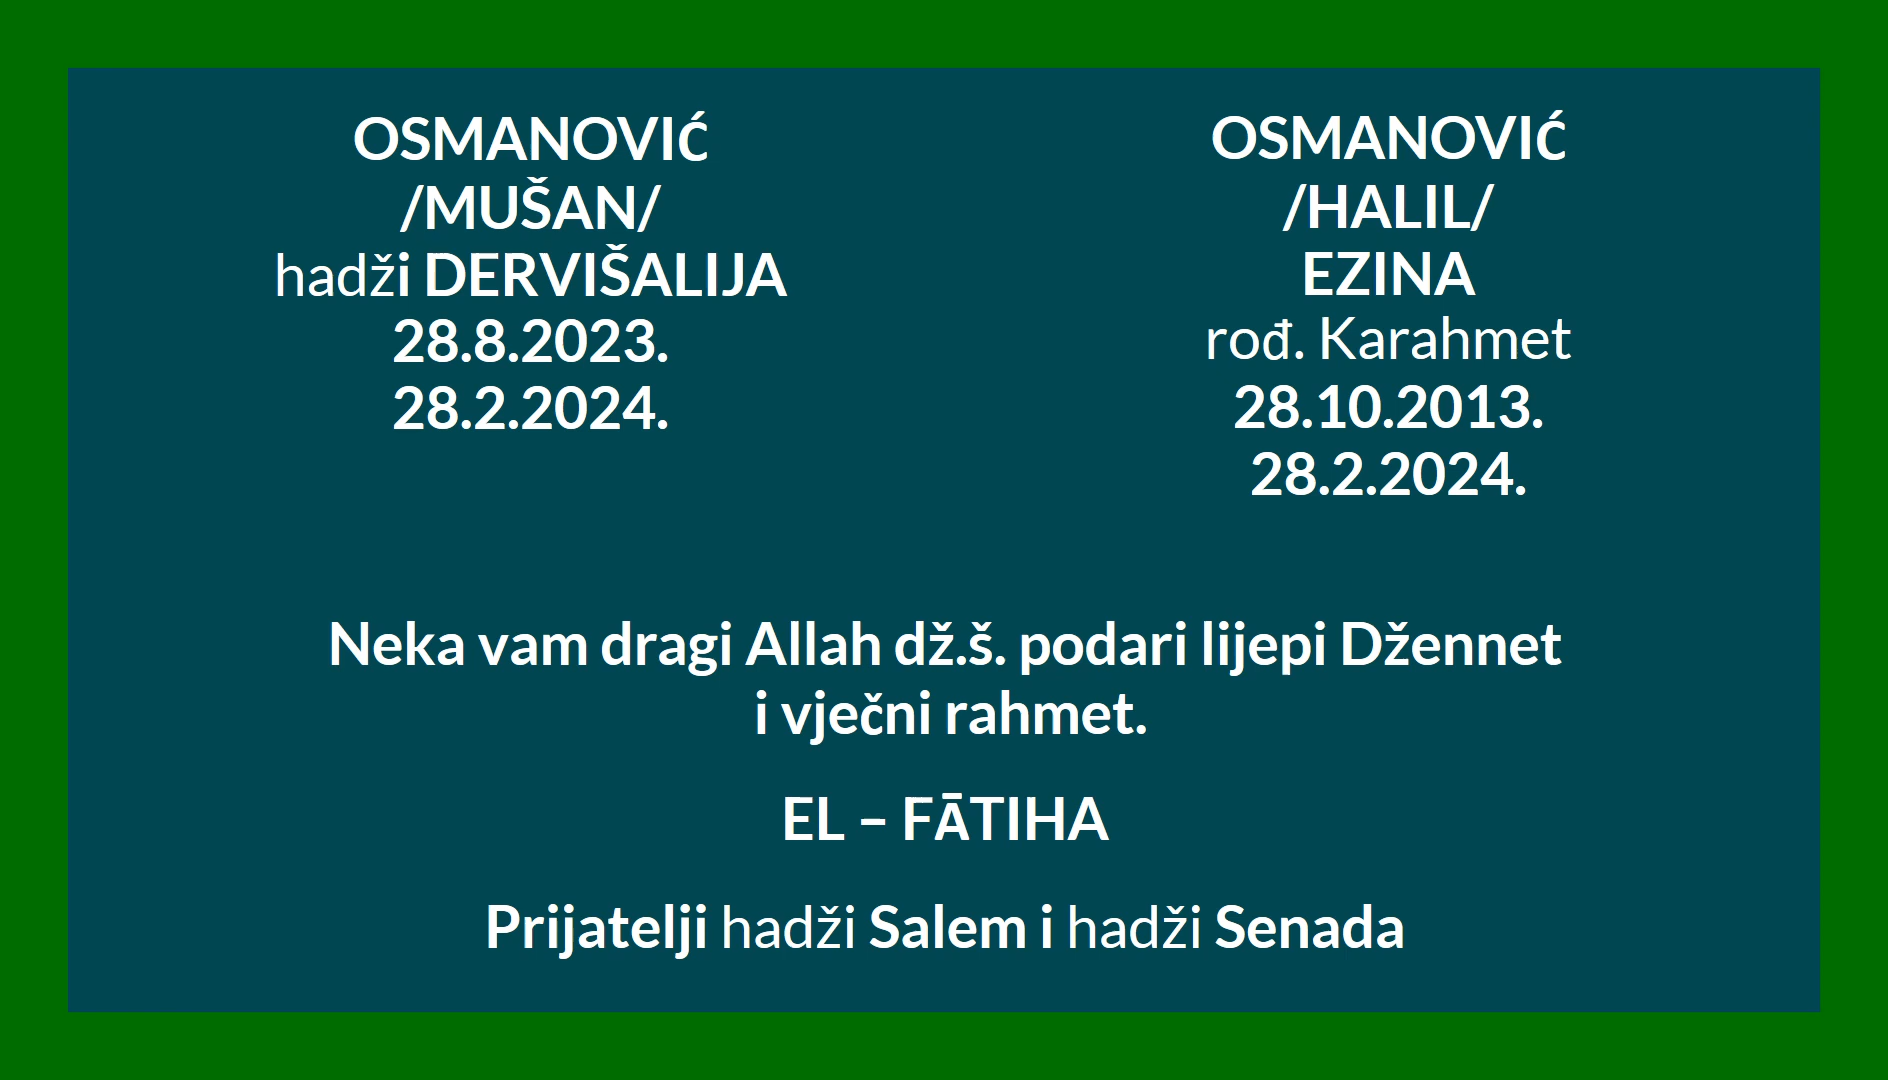 OSMANOVIĆ
/MUŠAN/
hadži DERVIŠALIJA
28.8.2023.
28.2.2024.
OSMANOVIĆ
/HALIL/
EZINA
rođ. Karahmet
28.10.2013.
28.2.2024.
Neka vam dragi Allah dž.š. podari lijepi Džennet
i vječni rahmet.
EL – FĀTIHA
Prijatelji hadži Salem i hadži Senada